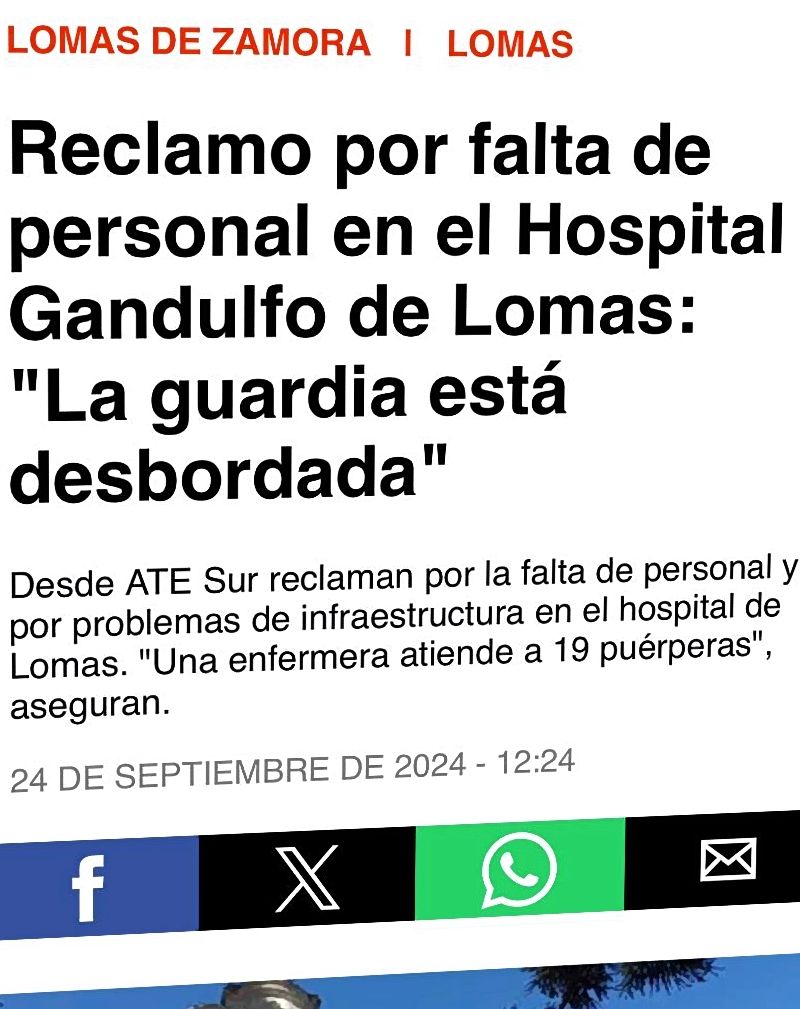 LOMAS DE ZAMORA | LOMAS
Reclamo por falta de
personal en el Hospital
Gandulfo de Lomas:
"La guardia está
desbordada"
Desde ATE Sur reclaman por la falta de personal y
por problemas de infraestructura en el hospital de
Lomas. "Una enfermera atiende a 19 puérperas",
aseguran.
24 DE SEPTIEMBRE DE 2024 - 12:24